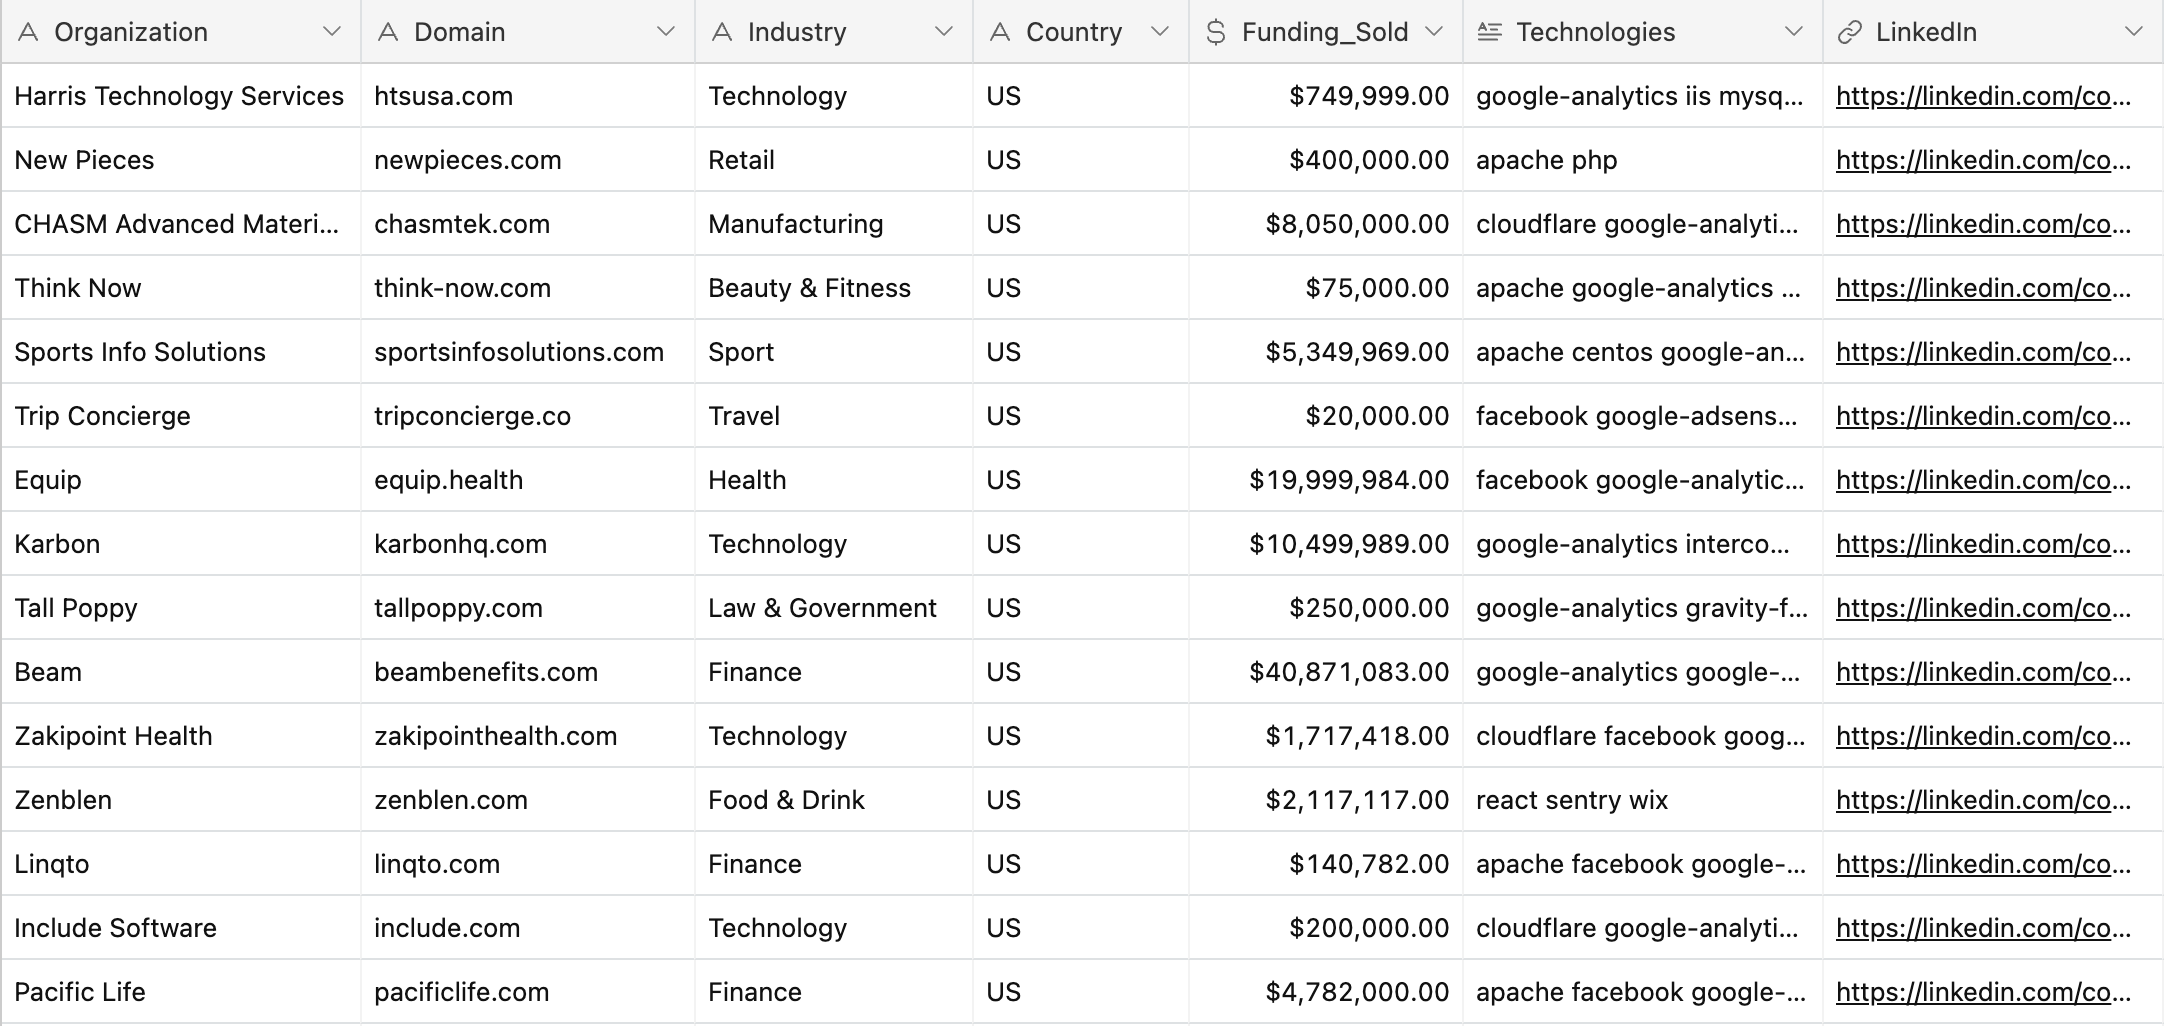 Organization Domain Industry Country Funding_Sold Technologies LinkedIn
Harris Technology Services htsusa.com Technology US $749,999.00 google-analytics iis mysq... https://linkedin.com/co...
New Pieces newpieces.com Retail US $400,000.00 apache php https://linkedin.com/co...
CHASM Advanced Materi... chasmtek.com Manufacturing US $8,050,000.00 cloudflare google-analyti... https://linkedin.com/co...
Think Now think-now.com Beauty & Fitness US $75,000.00 apache google-analytics ... https://linkedin.com/co...
Sports Info Solutions sportsinfosolutions.com Sport US $5,349,969.00 apache centos google-an... https://linkedin.com/co...
Trip Concierge tripconcierge.co Travel US $20,000.00 facebook google-adsens... https://linkedin.com/co...
Equip equip.health Health US $19,999,984.00 facebook google-analytic... https://linkedin.com/co...
Karbon karbonhq.com Technology US $10,499,989.00 google-analytics interco... https://linkedin.com/co...
Tall Poppy tallpoppy.com Law & Government US $250,000.00 google-analytics gravity-f... https://linkedin.com/co...
Beam beambenefits.com Finance US $40,871,083.00 google-analytics google-... https://linkedin.com/co...
Zakipoint Health zakipointhealth.com Technology US $1,717,418.00 cloudflare facebook goog... https://linkedin.com/co...
Zenblen zenblen.com Food & Drink US $2,117,117.00 react sentry wix https://linkedin.com/co...
Linqto linqto.com Finance US $140,782.00 apache facebook google-... https://linkedin.com/co...
Include Software include.com Technology US $200,000.00 cloudflare google-analyti... https://linkedin.com/co...
Pacific Life pacificlife.com Finance US $4,782,000.00 apache facebook google-... https://linkedin.com/co...